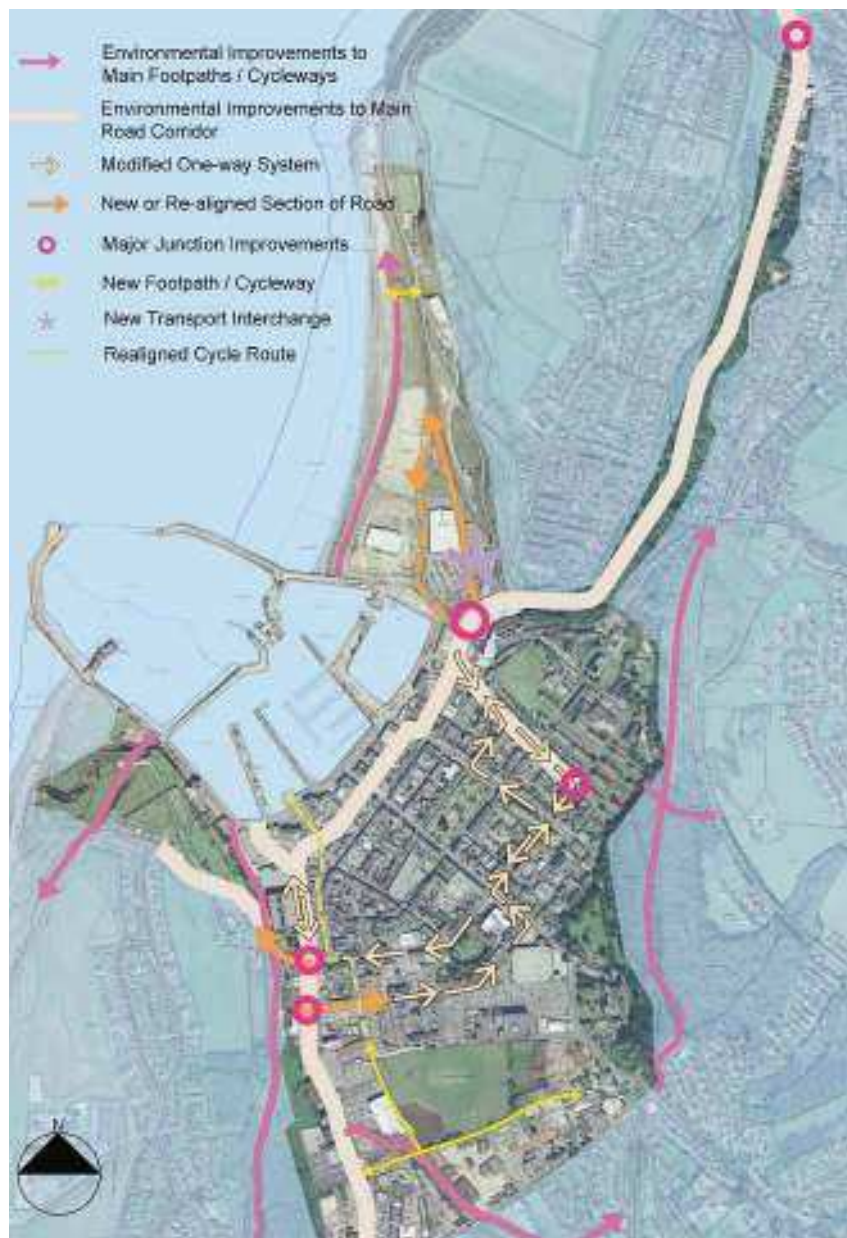 Environmental Improvements to
Main Footpaths / Cycleways
Environmental Improvements to Main
Road Corridor
Modified One-way System
New or Re-aligned Section of Road
Major Junction Improvements
New Footpath / Cycleway
New Transport Interchange
Realigned Cycle Route
N